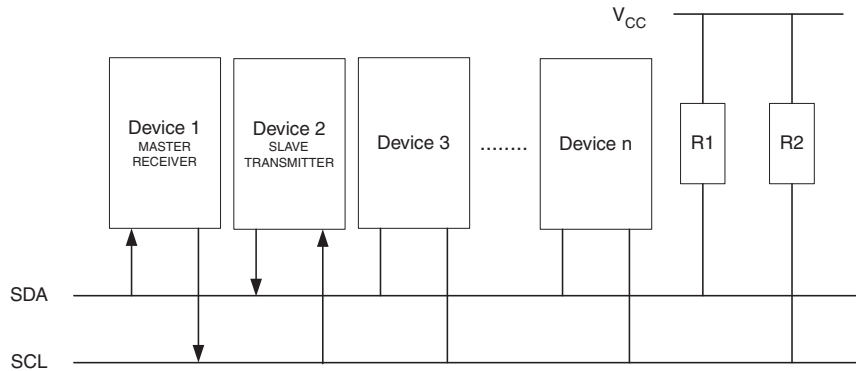 VCC
Device 1
MASTER
RECEIVER
Device 2
SLAVE
TRANSMITTER
Device 3
........
Device n
R1
R2
SDA
SCL